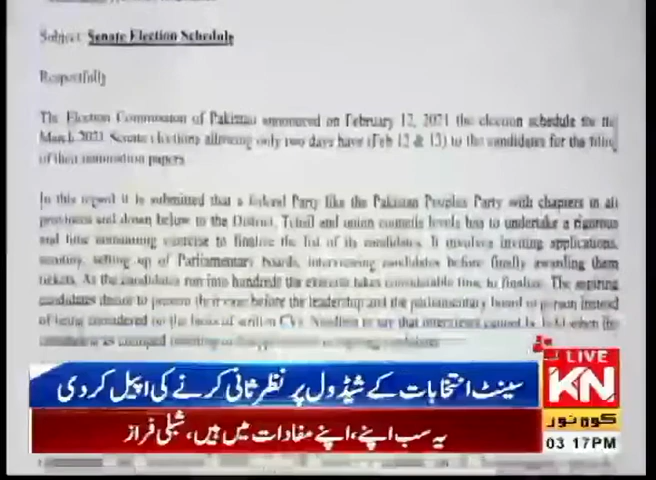 Subject: Senate Election Schedule
Respectfully
The Election Commission of Pakistan announced on February 12, 2021 the election schedule for the
March 2021 Senate elections allowing only two days have (Feb 12 & 13) to the candidates for the filing
of their nomination papers.
In this regard it is submitted that a federal Party like the Pakistan Peoples Party with chapters in all
provinces and down below to the District, Tehsil and union councils levels has to undertake a rigorous
and time consuming exercise to finalize the list of its candidates. It involves inviting applications,
scrutiny, setting up of Parliamentary boards, interviewing candidates before finally awarding them
tickets. As the candidates run into hundreds the exercise takes considerable time to finalize. The aspiring
candidates desire to present their case before the leadership and the parliamentary board in person instead
of being considered on the basis of written CVs. Needless to say that interviews cannot be held when the
سینٹ انتخابات کے شیڈول پر نظر ثانی کرنے کی اپیل کر دی
یہ سب اپنے، اپنے مفادات میں ہیں، شبلی فراز
LIVE
KN
کوہ نور
03 17PM